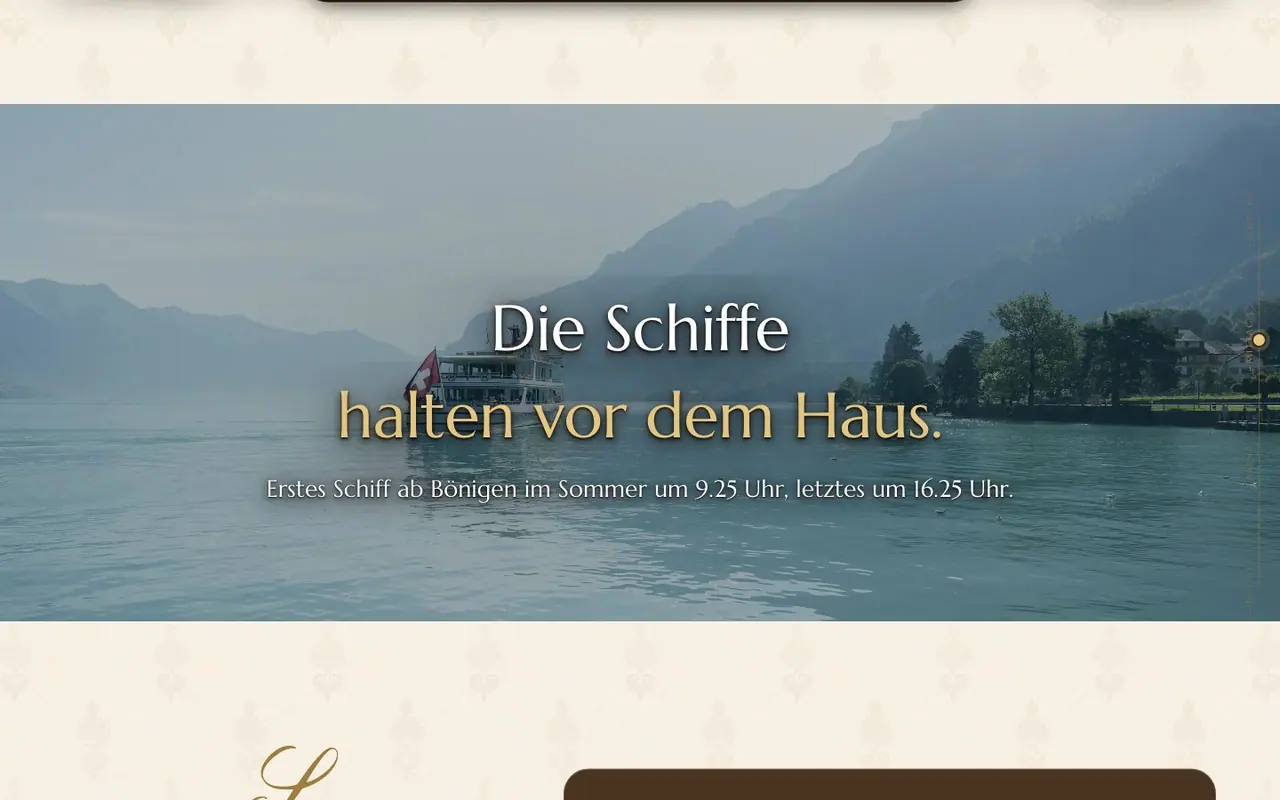 Die Schiffe
halten vor dem Haus.
Erstes Schiff ab Bönigen im Sommer um 9.25 Uhr, letztes um 16.25 Uhr.